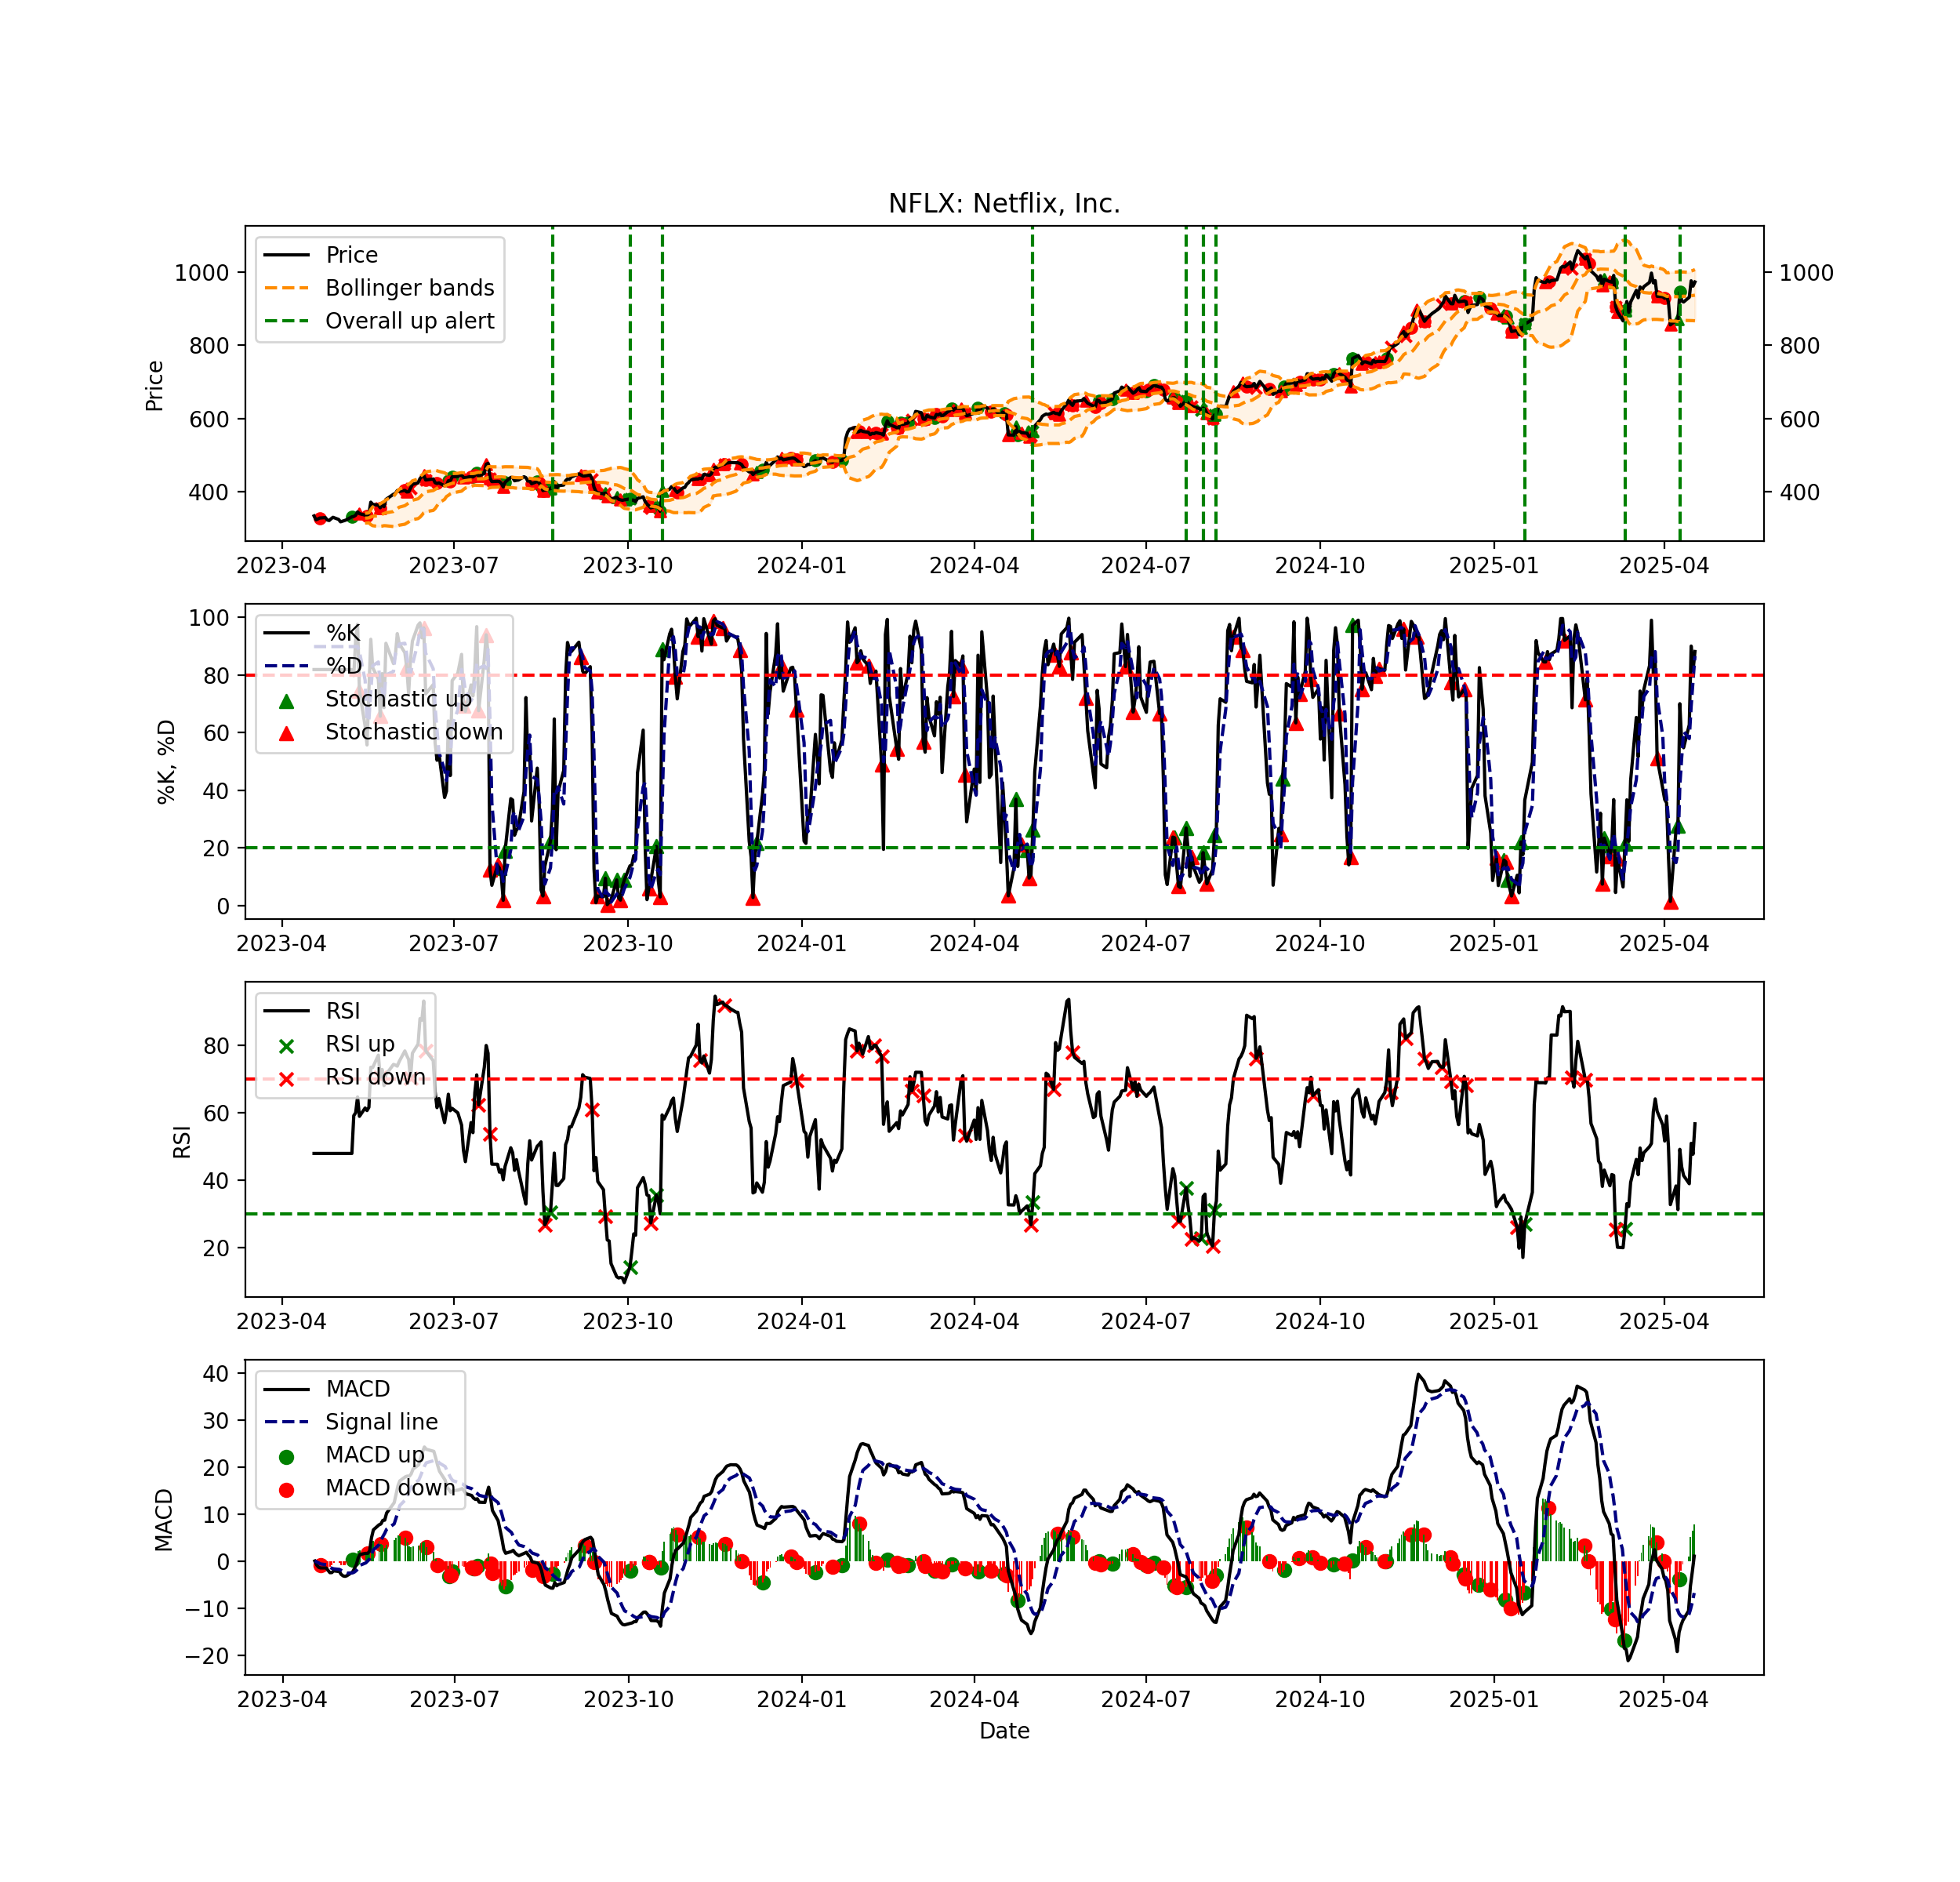 NFLX: Netflix, Inc.
Price
Bollinger bands
Overall up alert
1000
800
600
400
1000
800
600
400
Price
2023-04 2023-07 2023-10 2024-01 2024-04 2024-07 2024-10 2025-01 2025-04
%K
%D
Stochastic up
Stochastic down
100
80
60
40
20
0
%K, %D
2023-04 2023-07 2023-10 2024-01 2024-04 2024-07 2024-10 2025-01 2025-04
RSI
RSI up
RSI down
80
60
40
20
RSI
2023-04 2023-07 2023-10 2024-01 2024-04 2024-07 2024-10 2025-01 2025-04
MACD
Signal line
MACD up
MACD down
40
30
20
10
0
−10
−20
MACD
2023-04 2023-07 2023-10 2024-01 2024-04 2024-07 2024-10 2025-01 2025-04
Date